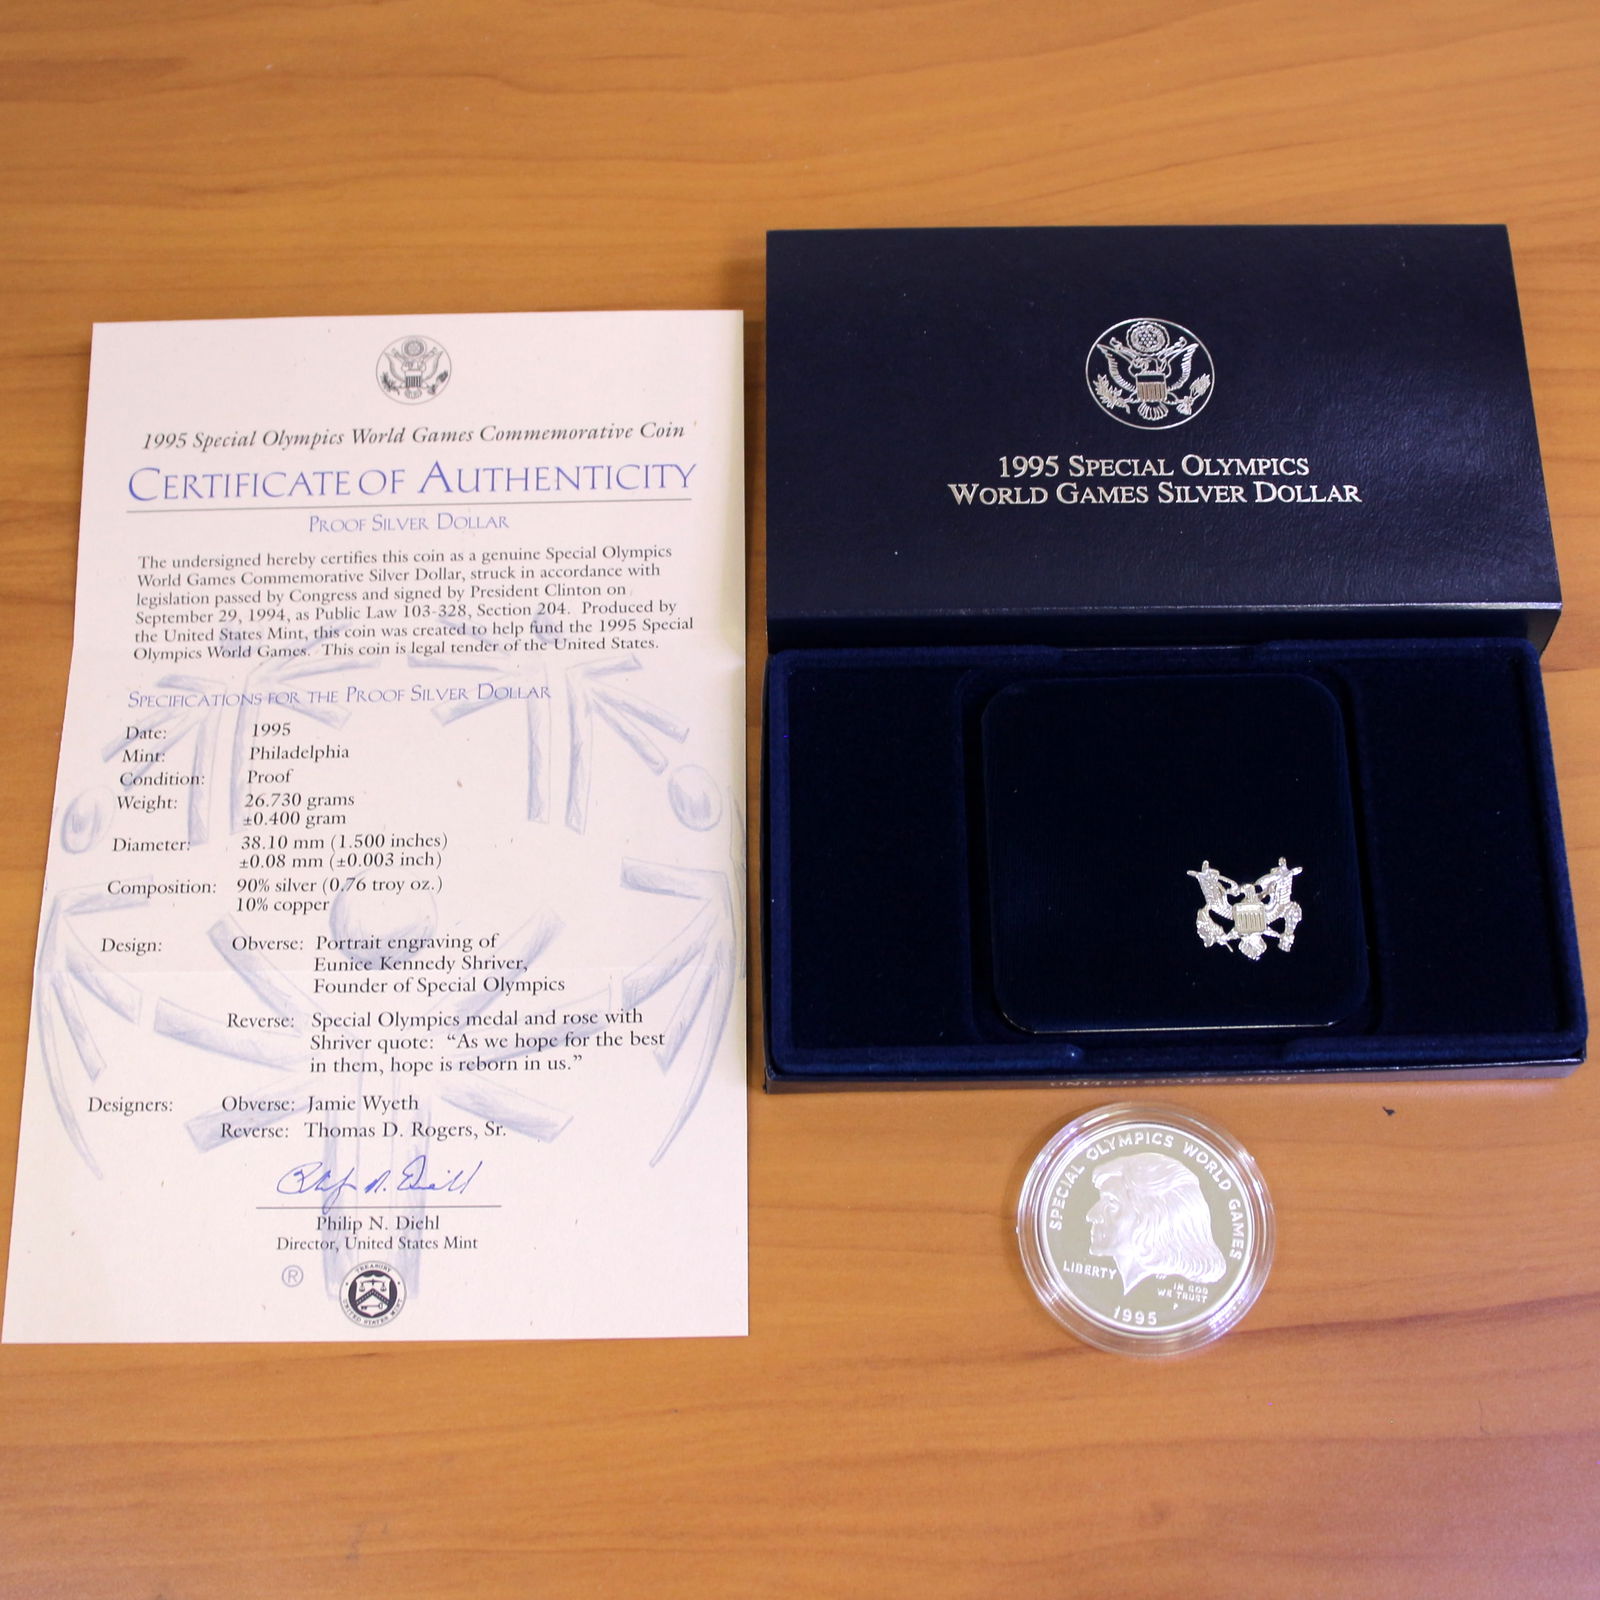 1995 Special Olympics World Games Commemorative Coin
CERTIFICATE OF AUTHENTICITY
PROOF SILVER DOLLAR
The undersigned hereby certifies this coin as a genuine Special Olympics
World Games Commemorative Silver Dollar, struck in accordance with
legislation passed by Congress and signed by President Clinton on
September 29, 1994, as Public Law 103-328, Section 204. Produced by
the United States Mint, this coin was created to help fund the 1995 Special
Olympics World Games. This coin is legal tender of the United States.
SPECIFICATIONS FOR THE PROOF SILVER DOLLAR
Date: 1995
Mint: Philadelphia
Condition: Proof
Weight: 26.730 grams
±0.400 gram
Diameter: 38.10 mm (1.500 inches)
±0.08 mm (±0.003 inch)
Composition: 90% silver (0.76 troy oz.)
10% copper
Design: Obverse: Portrait engraving of
Eunice Kennedy Shriver,
Founder of Special Olympics
Reverse: Special Olympics medal and rose with
Shriver quote: “As we hope for the best
in them, hope is reborn in us.”
Designers: Obverse: Jamie Wyeth
Reverse: Thomas D. Rogers, Sr.
Philip N. Diehl
Philip N. Diehl
Director, United States Mint
®
TREASURY
UNITED STATES MINT
1995 SPECIAL OLYMPICS
WORLD GAMES SILVER DOLLAR
UNITED STATES MINT
SPECIAL OLYMPICS WORLD GAMES
LIBERTY
IN GOD
WE TRUST
P
1995